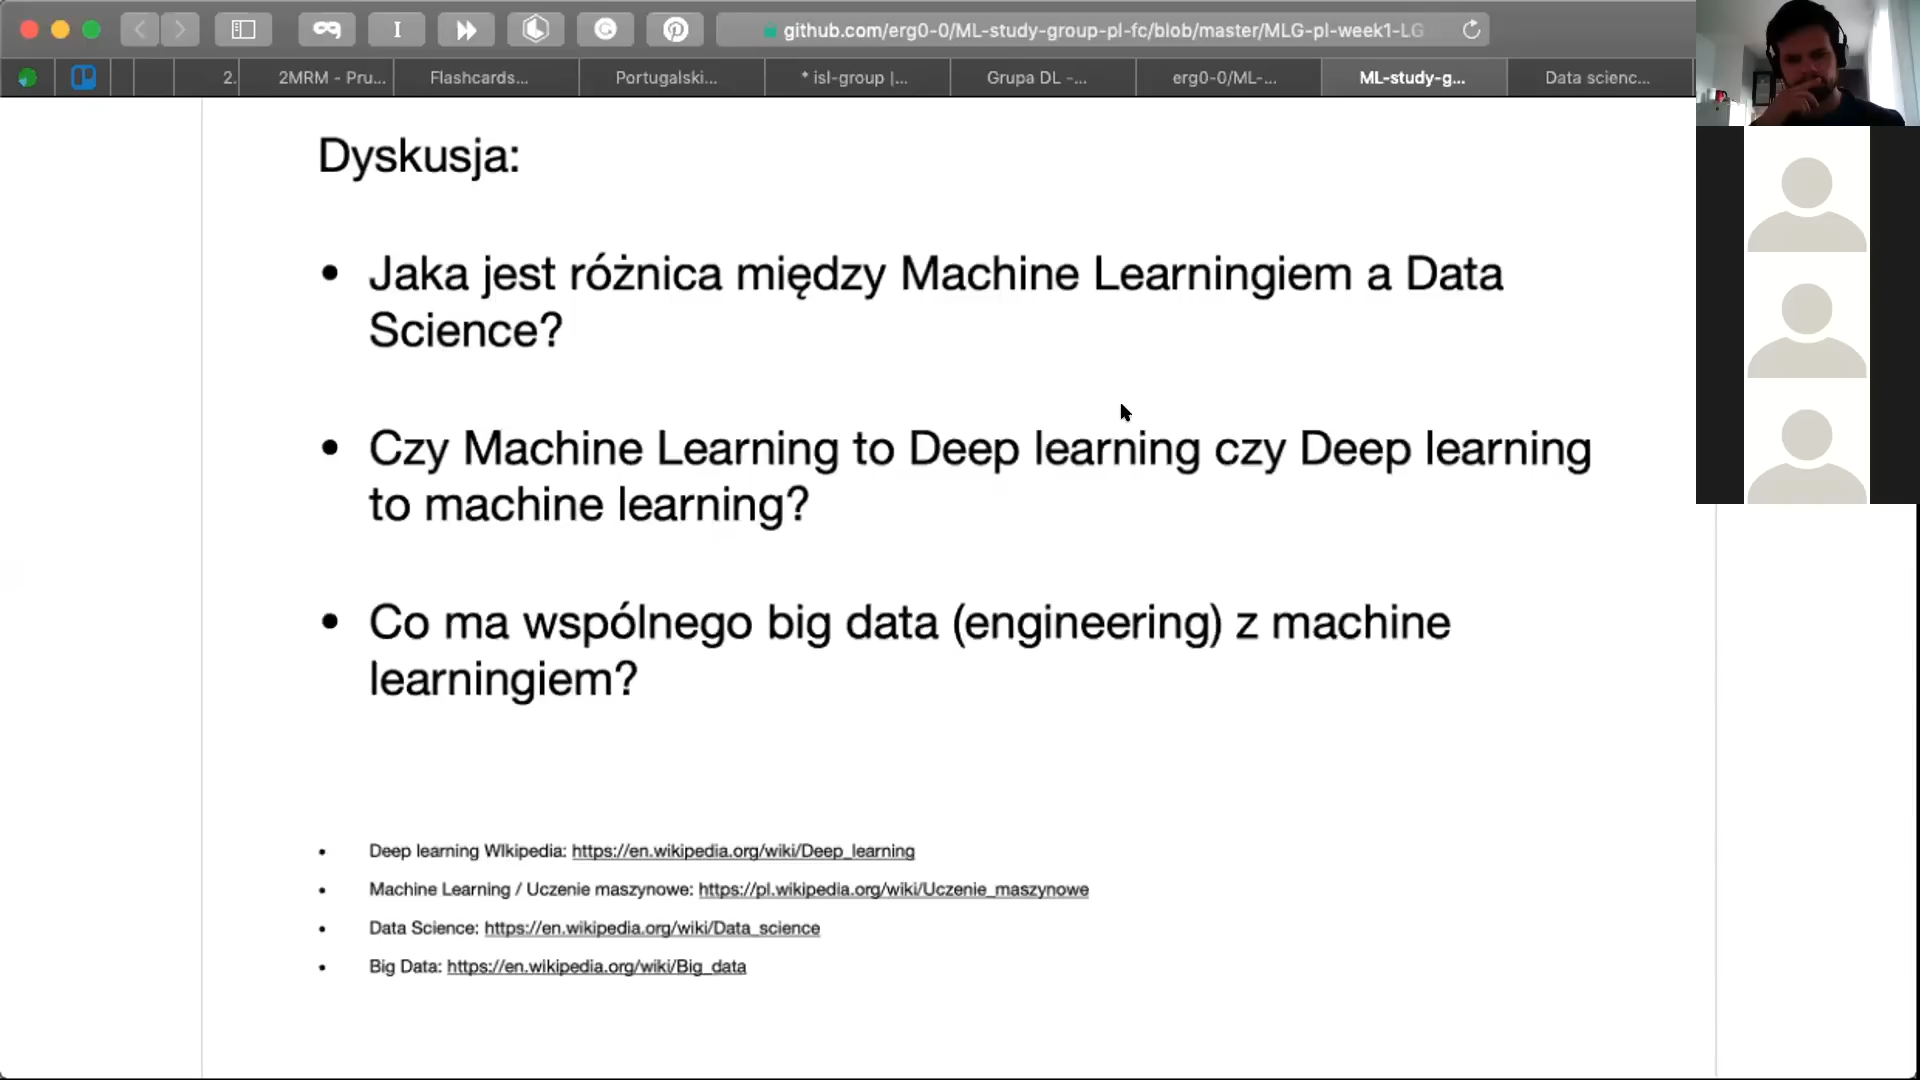 github.com/erg0-0/ML-study-group-pl-fc/blob/master/MLG-pl-week1-LG
2.
2MRM - Pru...
Flashcards...
Portugalski...
* isl-group |...
Grupa DL -...
erg0-0/ML-...
ML-study-g...
Data scienc...
Dyskusja:
• Jaka jest różnica między Machine Learningiem a Data
Science?
• Czy Machine Learning to Deep learning czy Deep learning
to machine learning?
• Co ma wspólnego big data (engineering) z machine
learningiem?
• Deep learning WIkipedia: https://en.wikipedia.org/wiki/Deep_learning
• Machine Learning / Uczenie maszynowe: https://pl.wikipedia.org/wiki/Uczenie_maszynowe
• Data Science: https://en.wikipedia.org/wiki/Data_science
• Big Data: https://en.wikipedia.org/wiki/Big_data